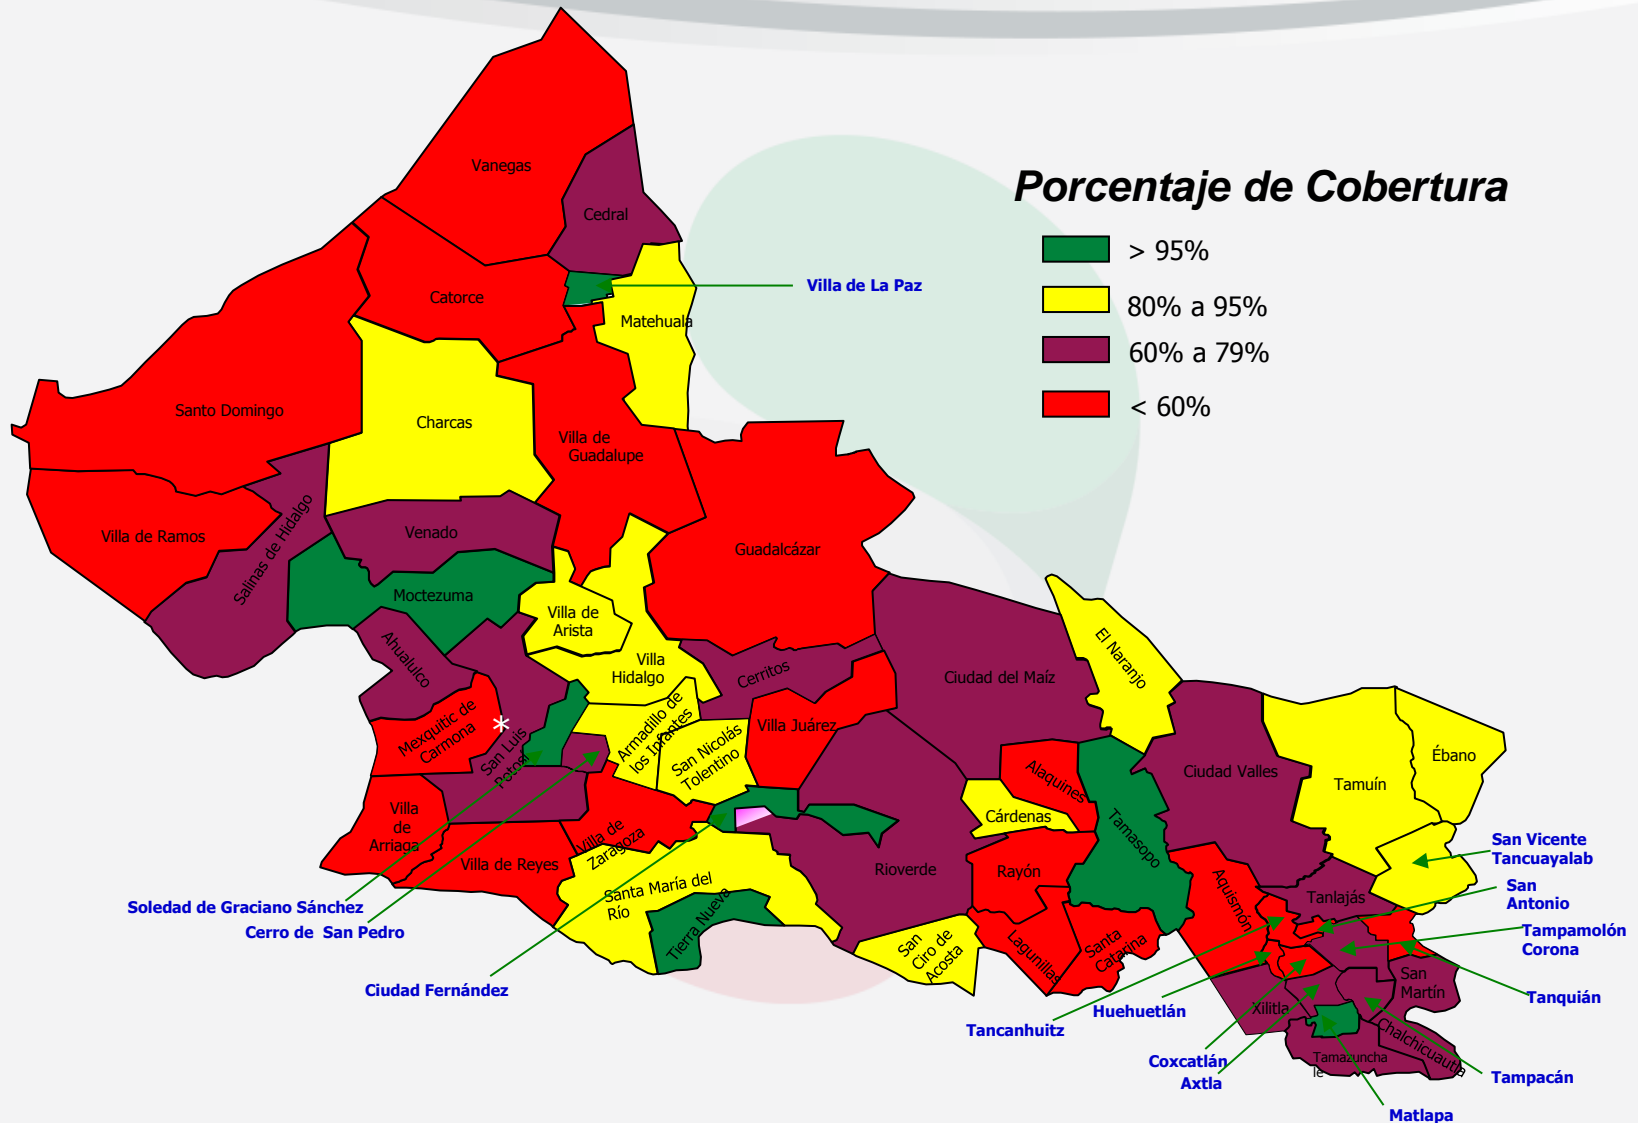 Vanegas
Cedral
Porcentaje de Cobertura
> 95%
80% a 95%
60% a 79%
< 60%
Villa de La Paz
Catorce
Matehuala
Santo Domingo
Charcas
Villa de
Guadalupe
Villa de Ramos
Salinas de Hidalgo
Venado
Guadalcázar
Moctezuma
Villa de
Arista
Ahualulco
Villa
Hidalgo
Cerritos
Ciudad del Maíz
El Naranjo
Mexquitic de
Carmona
*
San Luis
Potosí
Armadillo de
los Infantes
San Nicolás
Tolentino
Villa Juárez
Alaquines
Ciudad Valles
Tamuín
Ébano
Villa
de
Arriaga
Villa de Reyes
Villa de
Zaragoza
Cárdenas
Tamasopo
Rioverde
Rayón
Santa María del
Río
Tierra Nueva
San
Ciro de
Acosta
Lagunillas
Santa
Catarina
Aquismón
Tanlajás
San Vicente
Tancuayalab
San
Antonio
Tampamolón
Corona
Soledad de Graciano Sánchez
Cerro de San Pedro
Ciudad Fernández
San
Martín
Xilitla
Tanquián
Huehuetlán
Tancanhuitz
Chalchicuautla
Tamazuncha
le
Coxcatlán
Axtla
Tampacán
Matlapa